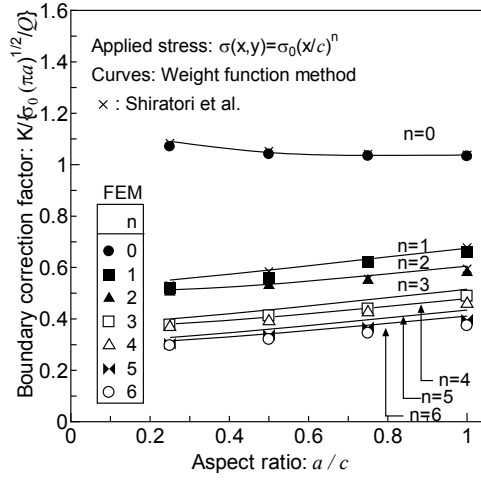 Applied stress: σ(x,y)=σ₀(x/c)ⁿ
Curves: Weight function method
× : Shiratori et al.
n=0
FEM
n
0
1
2
3
4
5
6
n=1
n=2
n=3
n=4
n=5
n=6
1.6
1.4
1.2
1
0.8
0.6
0.4
0.2
0
0
0.2
0.4
0.6
0.8
1
Aspect ratio: a / c
Boundary correction factor: K/{σ₀ (πa)^1/2/Q}